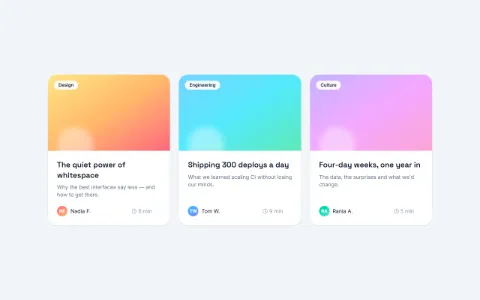 Design
The quiet power of
whitespace
Why the best interfaces say less — and
how to get there.
Nadia F.
8 min
Engineering
Shipping 300 deploys a day
What we learned scaling CI without losing
our minds.
TW
Tom W.
9 min
Culture
Four-day weeks, one year in
The data, the surprises and what we'd
change.
RA
Rania A.
5 min